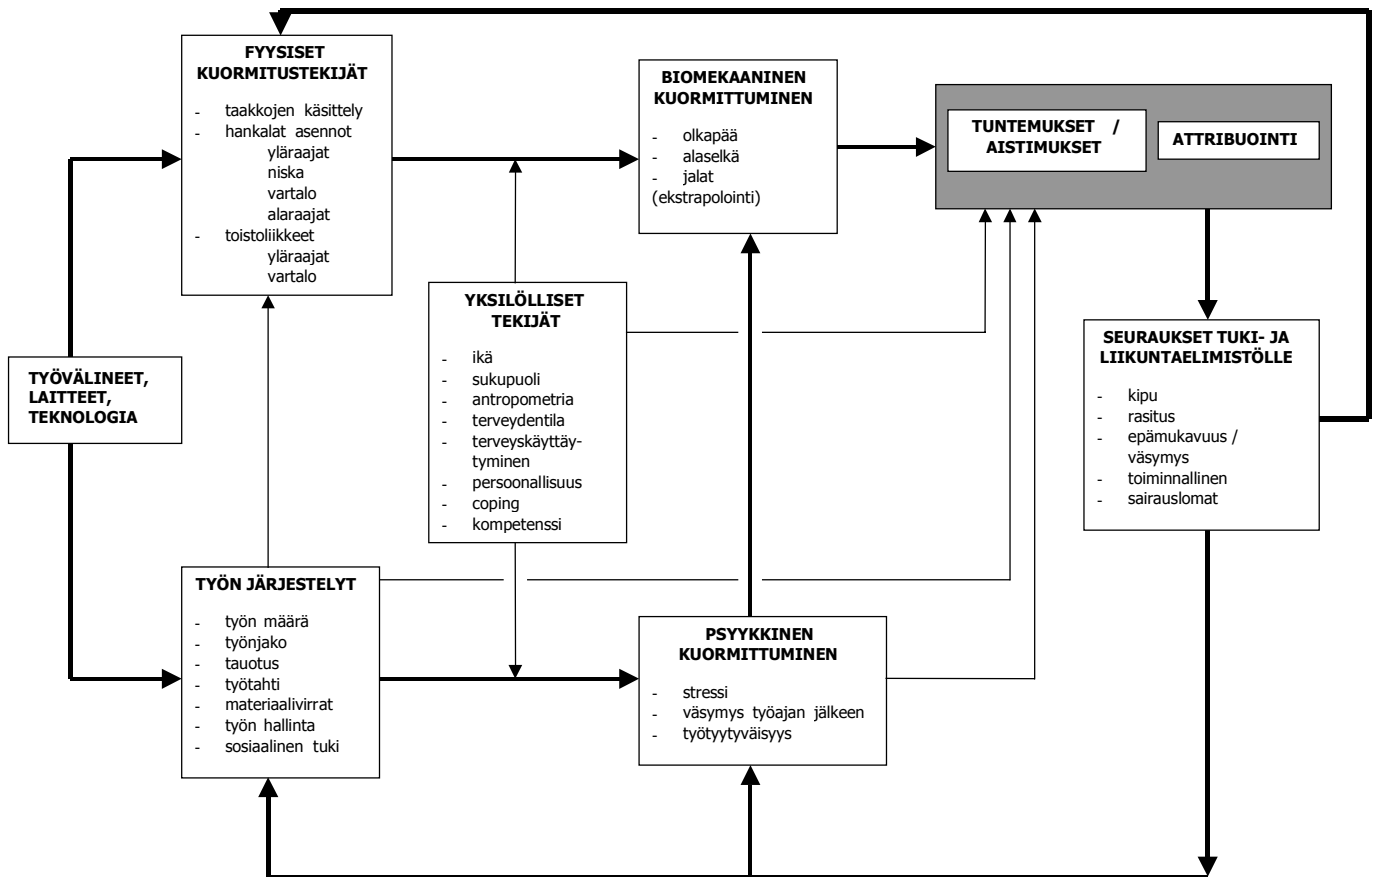 FYYSISET
KUORMITUSTEKIJÄT
- taakkojen käsittely
- hankalat asennot
yläraajat
niska
vartalo
alaraajat
- toistoliikkeet
yläraajat
vartalo
BIOMEKAANINEN
KUORMITTUMINEN
- olkapää
- alaselkä
- jalat
(ekstrapolointi)
TUNTEMUKSET /
AISTIMUKSET
ATTRIBUOINTI
YKSILÖLLISET
TEKIJÄT
- ikä
- sukupuoli
- antropometria
- terveydentila
- terveyskäyttäy-
tyminen
- persoonallisuus
- coping
- kompetenssi
SEURAUKSET TUKI- JA
LIIKUNTAELIMISTÖLLE
- kipu
- rasitus
- epämukavuus /
väsymys
- toiminnallinen
- sairauslomat
TYÖVÄLINEET,
LAITTEET,
TEKNOLOGIA
TYÖN JÄRJESTELYT
- työn määrä
- työnjako
- tauotus
- työtahti
- materiaalivirrat
- työn hallinta
- sosiaalinen tuki
PSYYKKINEN
KUORMITTUMINEN
- stressi
- väsymys työajan jälkeen
- työtyytyväisyys